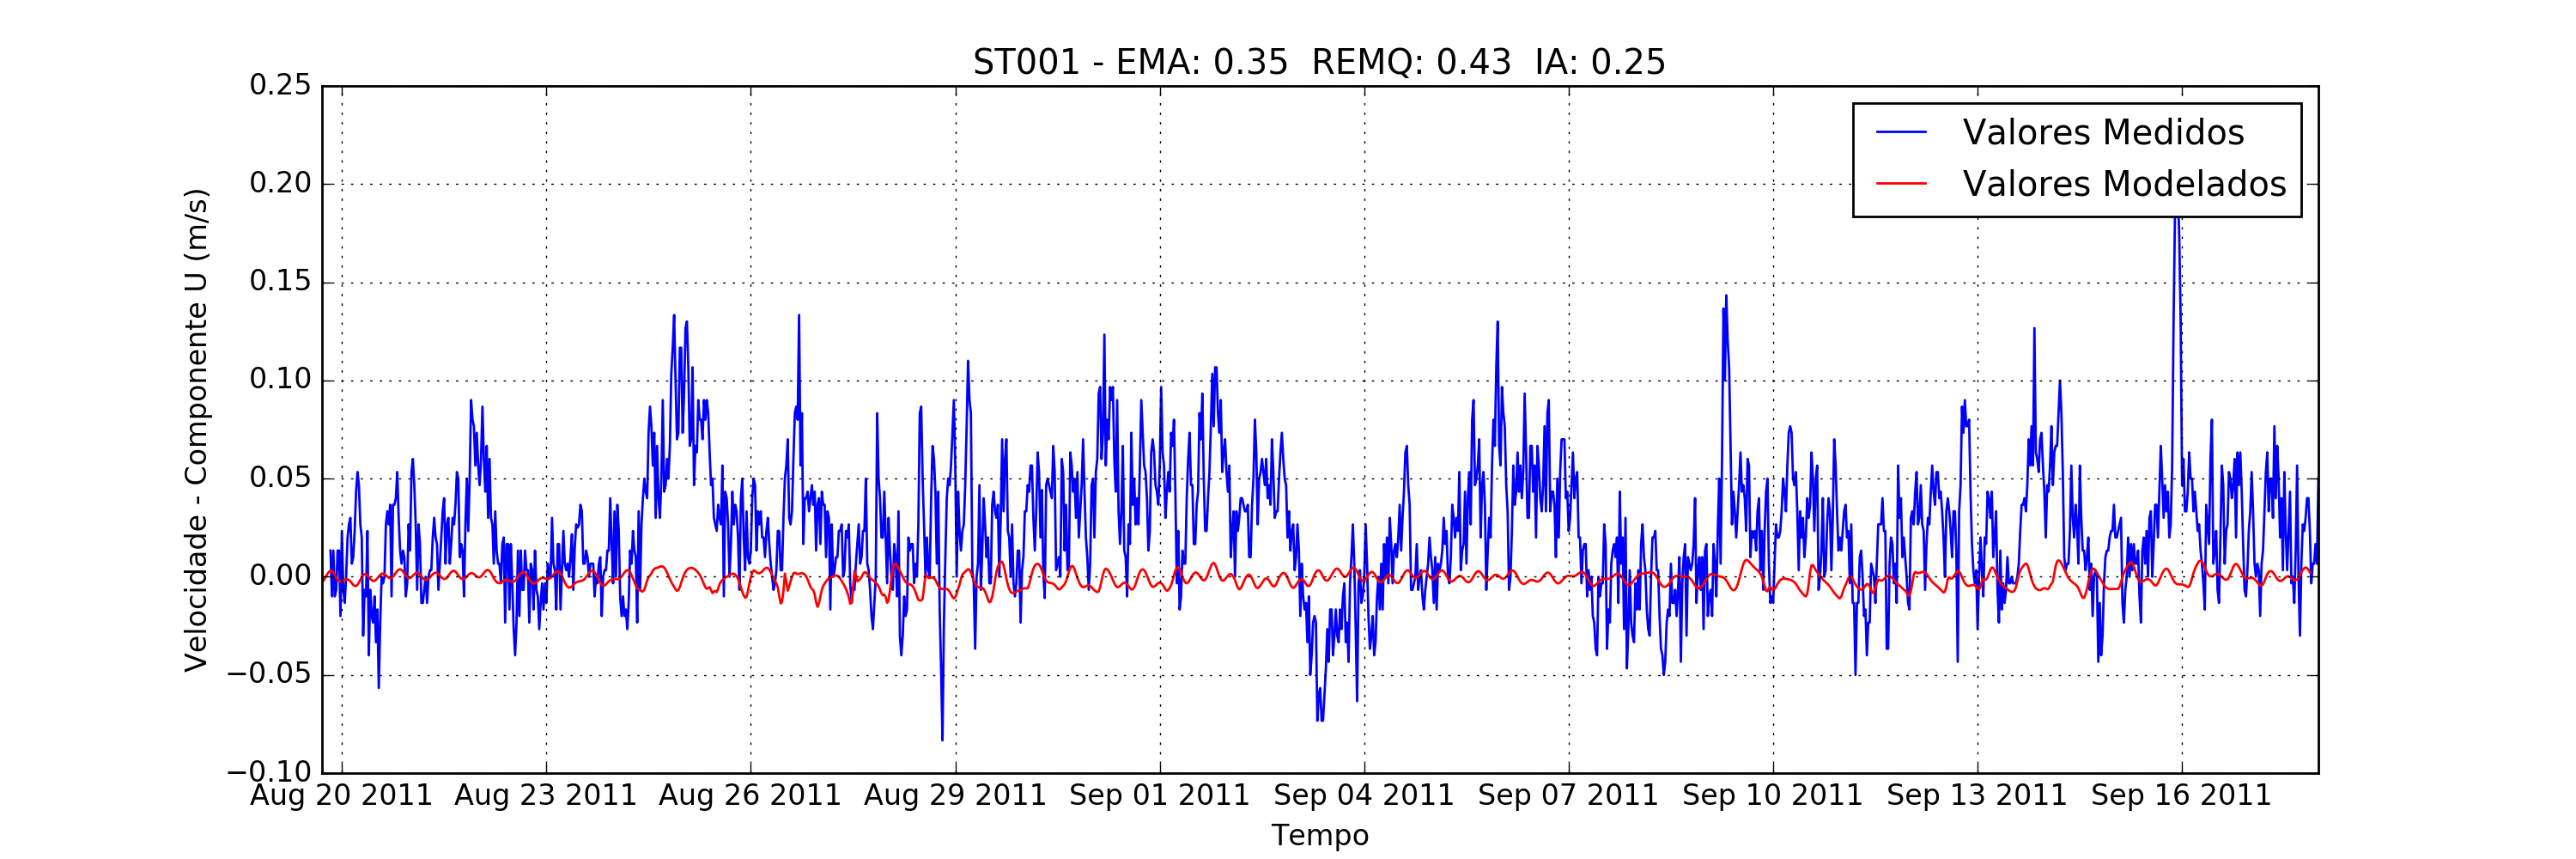 ST001 - EMA: 0.35  REMQ: 0.43  IA: 0.25
Valores Medidos
Valores Modelados
Velocidade - Componente U (m/s)
0.25
0.20
0.15
0.10
0.05
0.00
−0.05
−0.10
Aug 20 2011 Aug 23 2011 Aug 26 2011 Aug 29 2011 Sep 01 2011 Sep 04 2011 Sep 07 2011 Sep 10 2011 Sep 13 2011 Sep 16 2011
Tempo